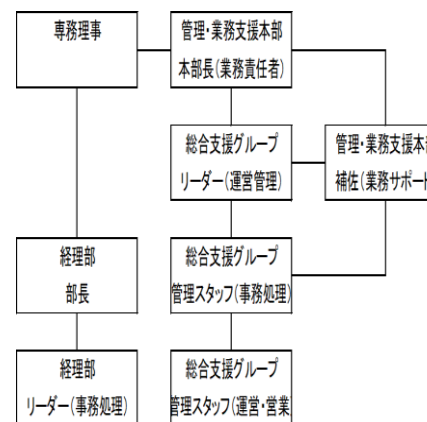 専務理事
管理・業務支援本部
本部長(業務責任者)
総合支援グループ
リーダー(運営管理)
管理・業務支援本部
補佐(業務サポート
経理部
部長
総合支援グループ
管理スタッフ(事務処理)
経理部
リーダー(事務処理)
総合支援グループ
管理スタッフ(運営・営業)